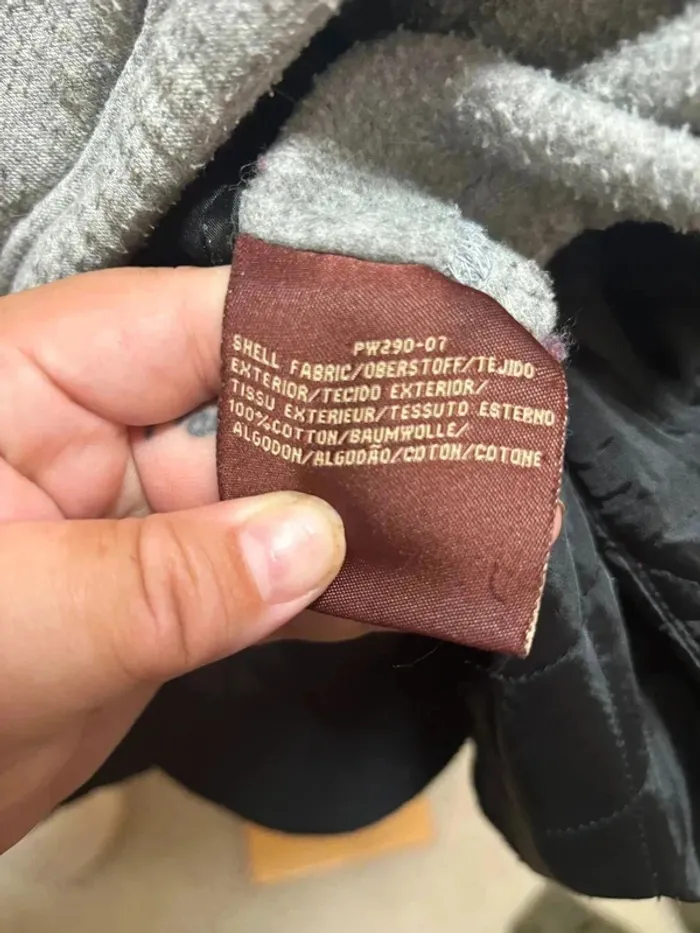 PW290-07
SHELL FABRIC/OBERSTOFF/TEJIDO
EXTERIOR/TECIDO EXTERIOR/
TISSU EXTERIEUR/TESSUTO ESTERNO
100%COTTON/BAUMWOLLE/
ALGODON/ALGODÃO/COTON/COTONE